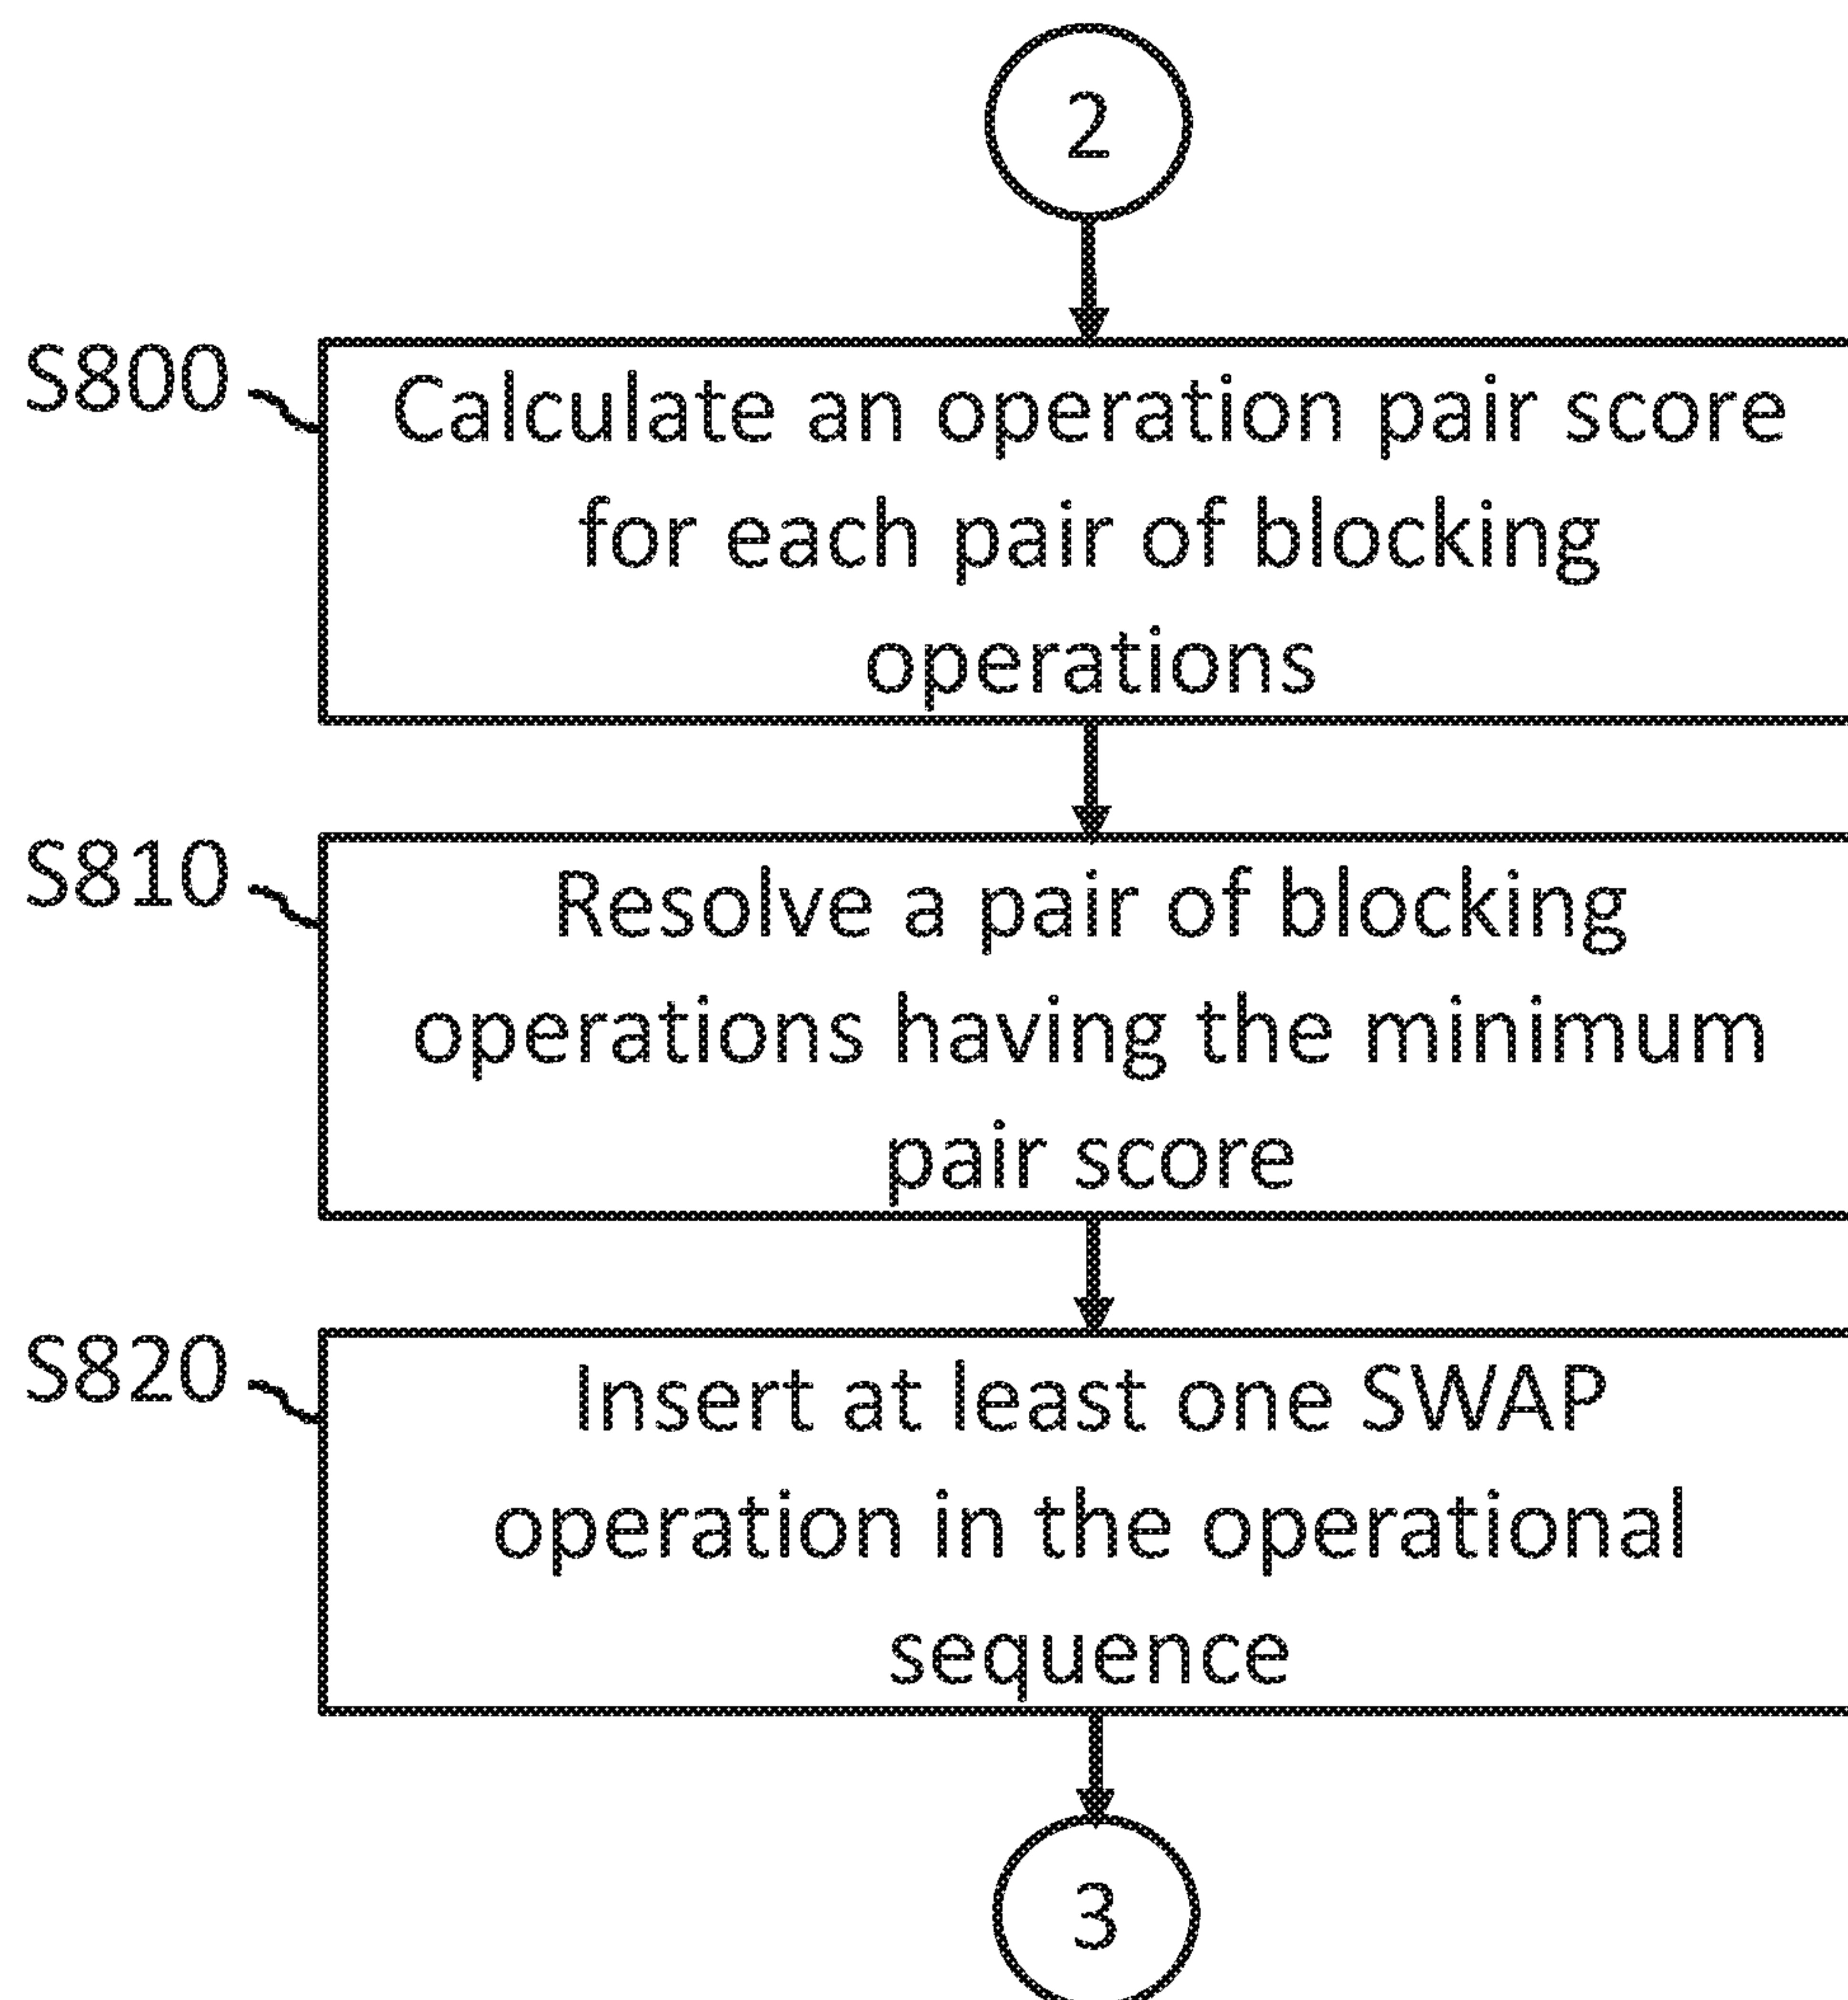 2
S800
Calculate an operation pair score
for each pair of blocking
operations
S810
Resolve a pair of blocking
operations having the minimum
pair score
S820
Insert at least one SWAP
operation in the operational
sequence
3